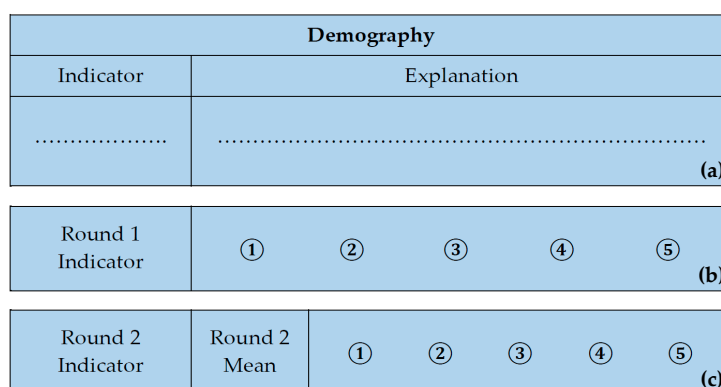 Demography
Indicator Explanation
………………. ……………………………………………………….
(a)
Round 1
Indicator
① ② ③ ④ ⑤
(b)
Round 2
Indicator
Round 2
Mean
① ② ③ ④ ⑤
(c)